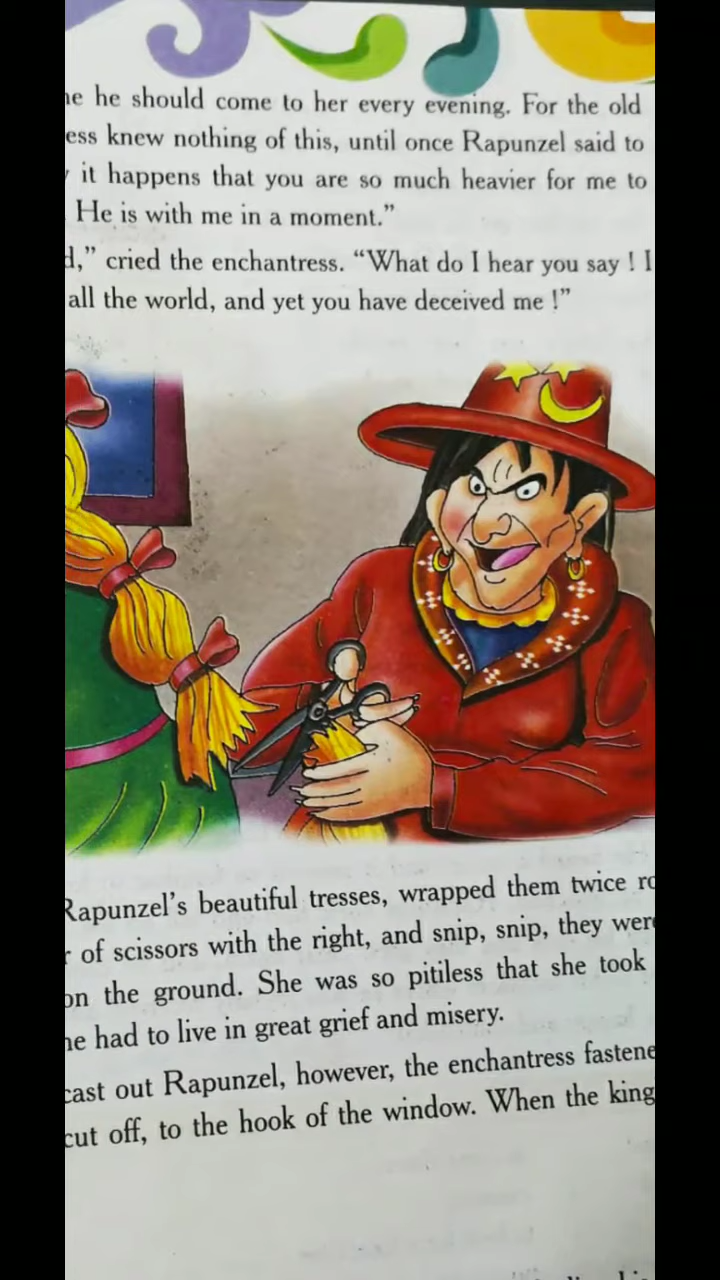 he should come to her every evening. For the old
ess knew nothing of this, until once Rapunzel said to
it happens that you are so much heavier for me to
He is with me in a moment.”
d,” cried the enchantress. “What do I hear you say ! I
all the world, and yet you have deceived me !”
Rapunzel’s beautiful tresses, wrapped them twice ro
of scissors with the right, and snip, snip, they were
on the ground. She was so pitiless that she took
he had to live in great grief and misery.
cast out Rapunzel, however, the enchantress fastene
cut off, to the hook of the window. When the king